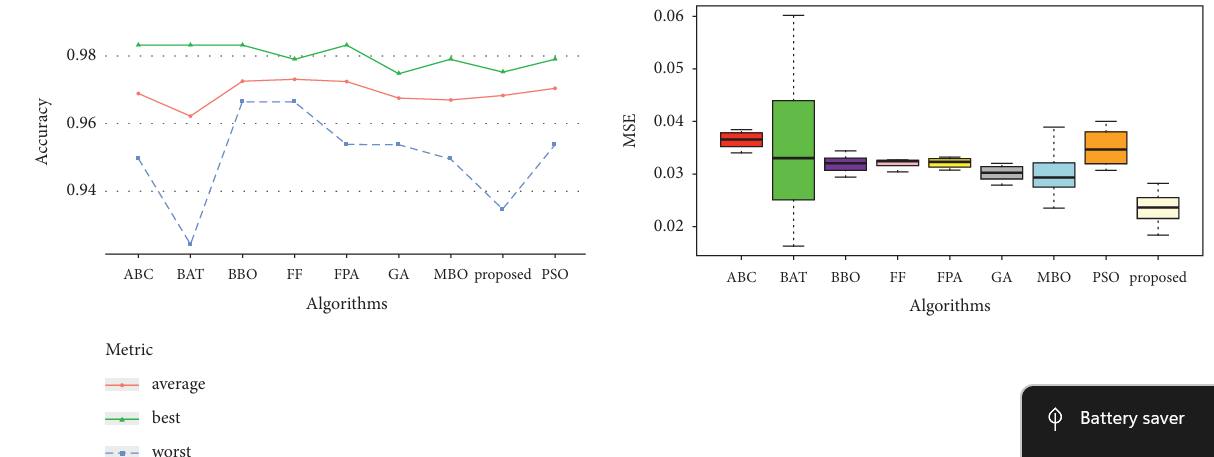 0.98
0.96
0.94
Accuracy
ABC BAT BBO FF FPA GA MBO proposed PSO
Algorithms
Metric
average
best
worst
0.06
0.05
0.04
0.03
0.02
MSE
ABC BAT BBO FF FPA GA MBO PSO proposed
Algorithms
Battery saver